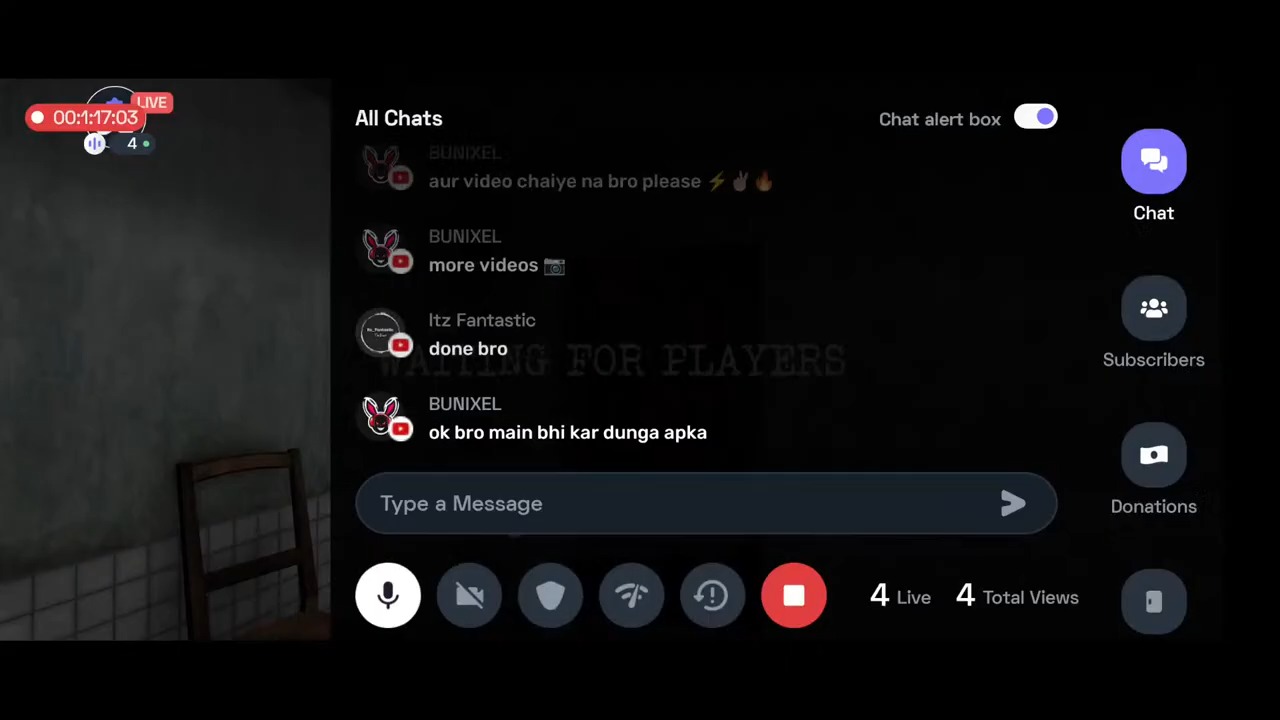 LIVE
00:1:17:03
4
All Chats
Chat alert box
BUNIXEL
aur video chaiye na bro please ⚡✌🏻🔥
BUNIXEL
more videos 📷
Itz Fantastic
done bro
WAITING FOR PLAYERS
BUNIXEL
ok bro main bhi kar dunga apka
Type a Message
4 Live 4 Total Views
Chat
Subscribers
Donations